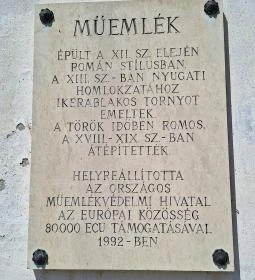 MŰEMLÉK
ÉPÜLT A XII. SZ. ELEJÉN
ROMÁN STÍLUSBAN.
A XIII. SZ.-BAN NYUGATI
HOMLOKZATÁHOZ
IKERABLAKOS TORNYOT
EMELTEK.
A TÖRÖK IDŐBEN ROMOS,
A XVIII.-XIX SZ-BAN
ÁTÉPÍTETTÉK.
HELYREÁLLÍTOTTA
AZ ORSZÁGOS
MŰEMLÉKVÉDELMI HIVATAL
AZ EURÓPAI KÖZÖSSÉG
80000 ECU TÁMOGATÁSÁVAL
1992-BEN